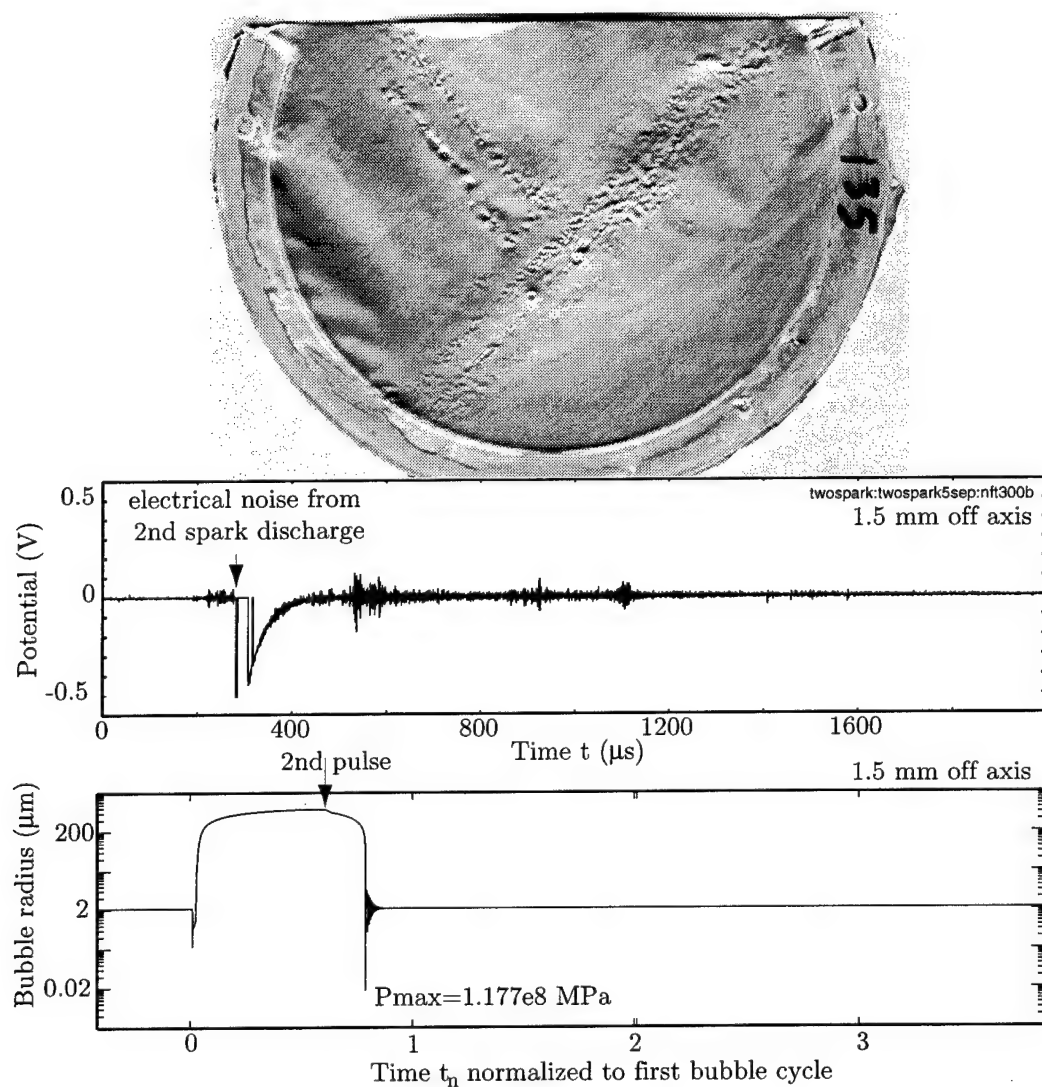 135
0.5
0
-0.5
Potential (V)
electrical noise from
2nd spark discharge
twospark:twospark5sep:nft300b
1.5 mm off axis
0 400 800 1200 1600
Time t (μs)
2nd pulse
1.5 mm off axis
200
2
0.02
Bubble radius (μm)
Pmax=1.177e8 MPa
0 1 2 3
Time tn normalized to first bubble cycle